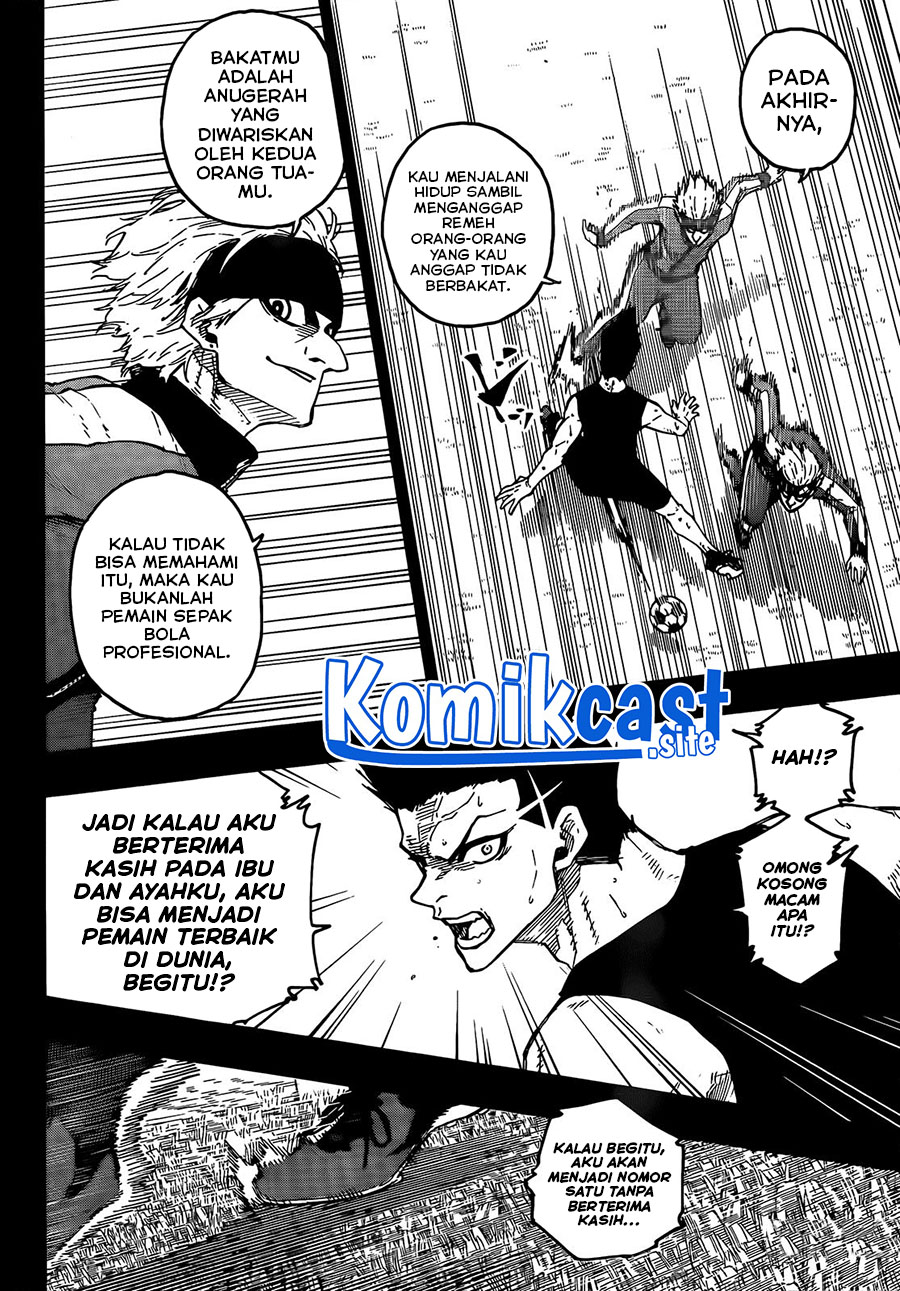 PADA
AKHIR-
NYA,
KAU MENJALANI
HIDUP SAMBIL
MENGANGGAP
REMEH
ORANG-ORANG
YANG KAU
ANGGAP TIDAK
BERBAKAT.
BAKATMU
ADALAH
ANUGERAH
YANG
DIWARISKAN
OLEH KEDUA
ORANG TUA-
MU.
KALAU TIDAK
BISA MEMAHAMI
ITU, MAKA KAU
BUKANLAH
PEMAIN SEPAK
BOLA
PROFESIONAL.
Komikcast
.site
HAH!?
OMONG
KOSONG
MACAM
APA
ITU!?
JADI KALAU AKU
BERTERIMA
KASIH PADA IBU
DAN AYAHKU, AKU
BISA MENJADI
PEMAIN TERBAIK
DI DUNIA,
BEGITU!?
KALAU BEGITU,
AKU AKAN
MENJADI NOMOR
SATU TANPA
BERTERIMA
KASIH...